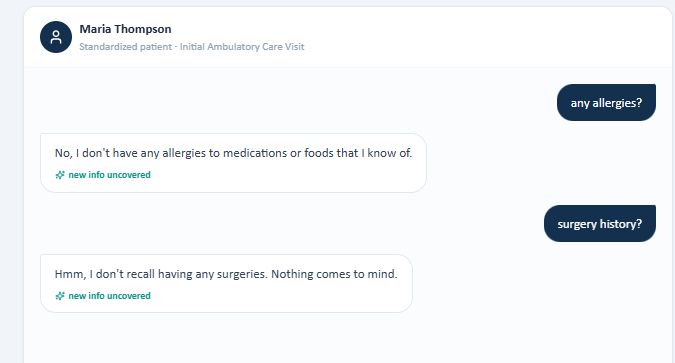 Maria Thompson
Standardized patient · Initial Ambulatory Care Visit
any allergies?
No, I don't have any allergies to medications or foods that I know of.
new info uncovered
surgery history?
Hmm, I don't recall having any surgeries. Nothing comes to mind.
new info uncovered